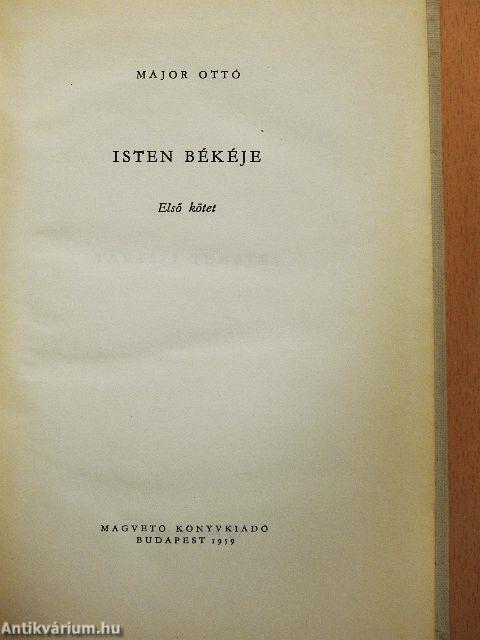 MAJOR OTTÓ
ISTEN BÉKÉJE
Első kötet
MAGVETŐ KÖNYVKIADÓ
BUDAPEST 1959
Antikvárium.hu